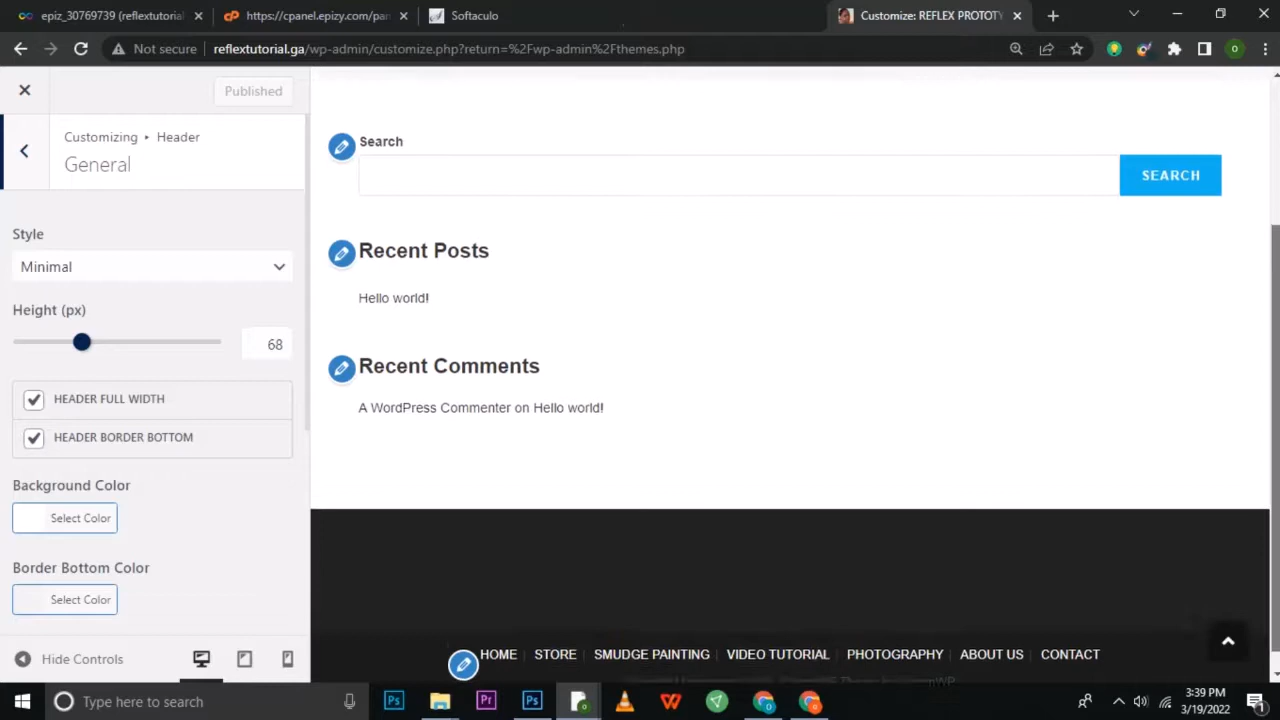 epiz_30769739 (reflextutorial
https://cpanel.epizy.com/pan
Softaculo
Customize: REFLEX PROTOTY
Not secure
reflextutorial.ga/wp-admin/customize.php?return=%2Fwp-admin%2Fthemes.php
Published
Customizing ▸ Header
General
Style
Minimal
Height (px)
68
HEADER FULL WIDTH
HEADER BORDER BOTTOM
Background Color
Select Color
Border Bottom Color
Select Color
Hide Controls
Search
SEARCH
Recent Posts
Hello world!
Recent Comments
A WordPress Commenter on Hello world!
HOME STORE SMUDGE PAINTING VIDEO TUTORIAL PHOTOGRAPHY ABOUT US CONTACT
Type here to search
Ps
Pr
Ps
3:39 PM
3/19/2022